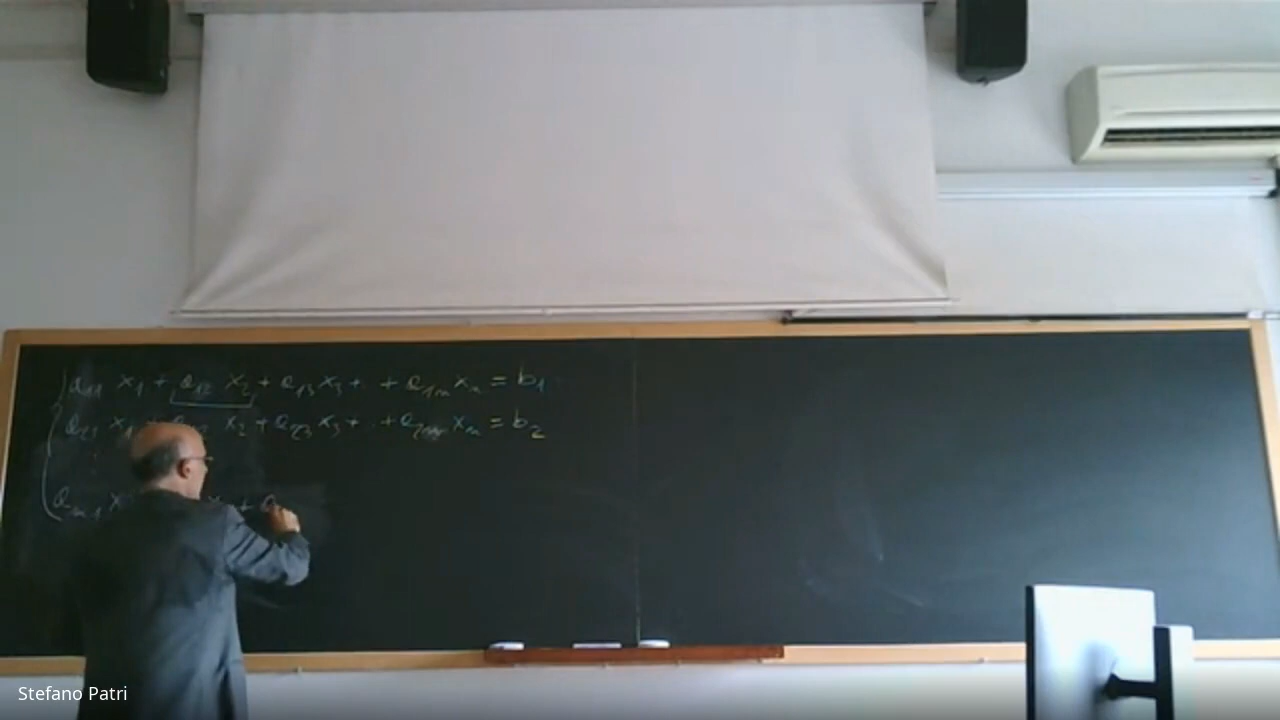 a₁₁ x₁ + a₁₂ x₂ + a₁₃ x₃ + · + a₁ₙ xₙ = b₁
a₂₁ x₁ + x₂ + a₂₃ x₃ + · · + a₂ₙ xₙ = b₂
aₘ₁ x + a
Stefano Patri